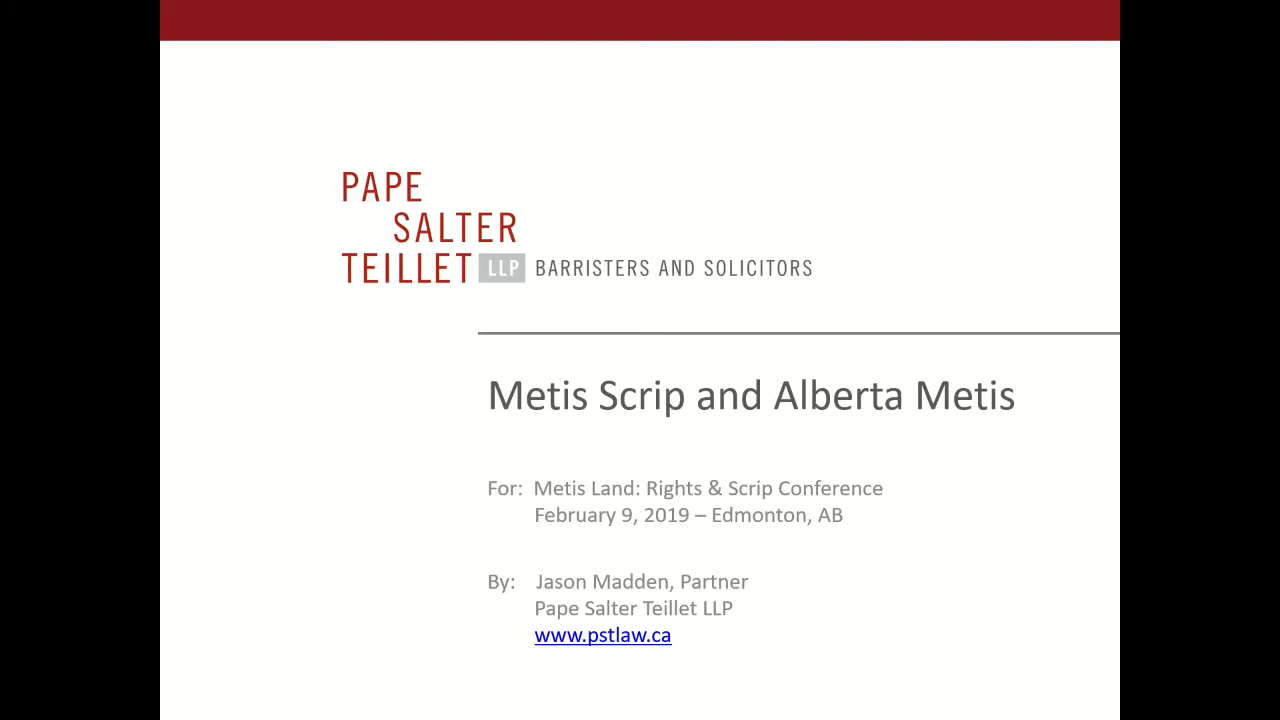 PAPE
SALTER
TEILLET LLP BARRISTERS AND SOLICITORS
Metis Scrip and Alberta Metis
For: Metis Land: Rights & Scrip Conference
February 9, 2019 – Edmonton, AB
By: Jason Madden, Partner
Pape Salter Teillet LLP
www.pstlaw.ca